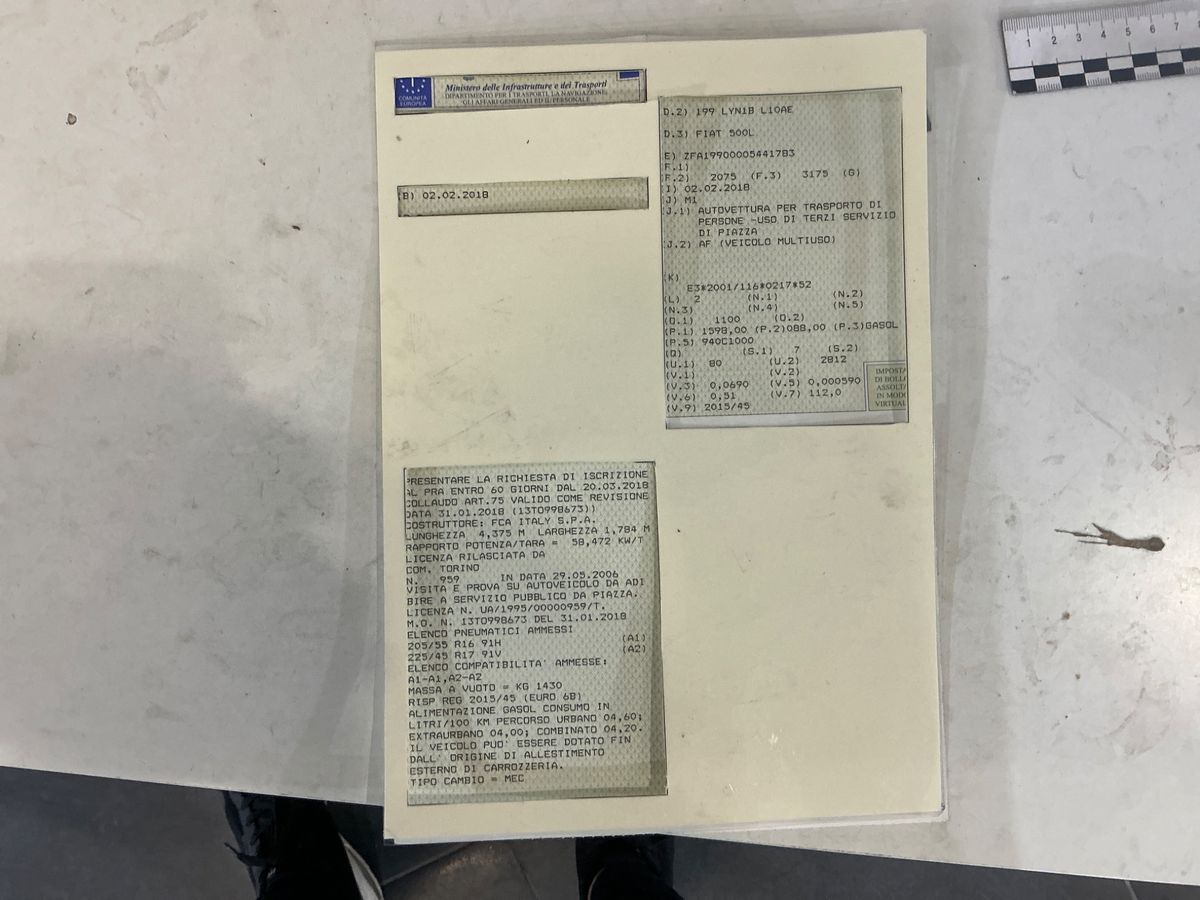 COMUNITÀ
EUROPEA
Ministero delle Infrastrutture e dei Trasporti
DIPARTIMENTO PER I TRASPORTI, LA NAVIGAZIONE,
GLI AFFARI GENERALI ED IL PERSONALE
(B) 02.02.2018
D.2) 199 LYN1B L10AE
D.3) FIAT 500L
E) ZFA19900005441783
(F.1)
(F.2) 2075 (F.3) 3175 (G)
(I) 02.02.2018
(J) M1
(J.1) AUTOVETTURA PER TRASPORTO DI
PERSONE -USO DI TERZI SERVIZIO
DI PIAZZA
(J.2) AF (VEICOLO MULTIUSO)
(K)
E3*2001/116*0217*52
(L) 2 (N.1) (N.2)
(N.3) (N.4) (N.5)
(O.1) 1100 (O.2)
(P.1) 1598,00 (P.2)088,00 (P.3)GASOL
(P.5) 940C1000
(Q) (S.1) 7 (S.2)
(U.1) 80 (U.2) 2812
(V.1) (V.2)
(V.3) 0,0690 (V.5) 0,000590
(V.6) 0,51 (V.7) 112,0
(V.9) 2015/45
IMPOSTA
DI BOLLO
ASSOLTA
IN MODO
VIRTUAL
PRESENTARE LA RICHIESTA DI ISCRIZIONE
AL PRA ENTRO 60 GIORNI DAL 20.03.2018
COLLAUDO ART.75 VALIDO COME REVISIONE
DATA 31.01.2018 (13TO998673))
COSTRUTTORE: FCA ITALY S.P.A.
LUNGHEZZA 4,375 M LARGHEZZA 1,784 M
RAPPORTO POTENZA/TARA = 58,472 KW/T
LICENZA RILASCIATA DA
COM. TORINO
N. 959 IN DATA 29.05.2006
VISITA E PROVA SU AUTOVEICOLO DA ADI
BIRE A SERVIZIO PUBBLICO DA PIAZZA.
LICENZA N. UA/1995/00000959/T.
M.O. N. 13TO998673 DEL 31.01.2018
ELENCO PNEUMATICI AMMESSI
205/55 R16 91H (A1)
225/45 R17 91V (A2)
ELENCO COMPATIBILITA' AMMESSE:
A1-A1,A2-A2
MASSA A VUOTO = KG 1430
RISP REG 2015/45 (EURO 6B)
ALIMENTAZIONE GASOL CONSUMO IN
LITRI/100 KM PERCORSO URBANO 04,60;
EXTRAURBANO 04,00; COMBINATO 04,20.
IL VEICOLO PUO' ESSERE DOTATO FIN
DALL' ORIGINE DI ALLESTIMENTO
ESTERNO DI CARROZZERIA.
TIPO CAMBIO = MEC
1 2 3 4 5 6 7